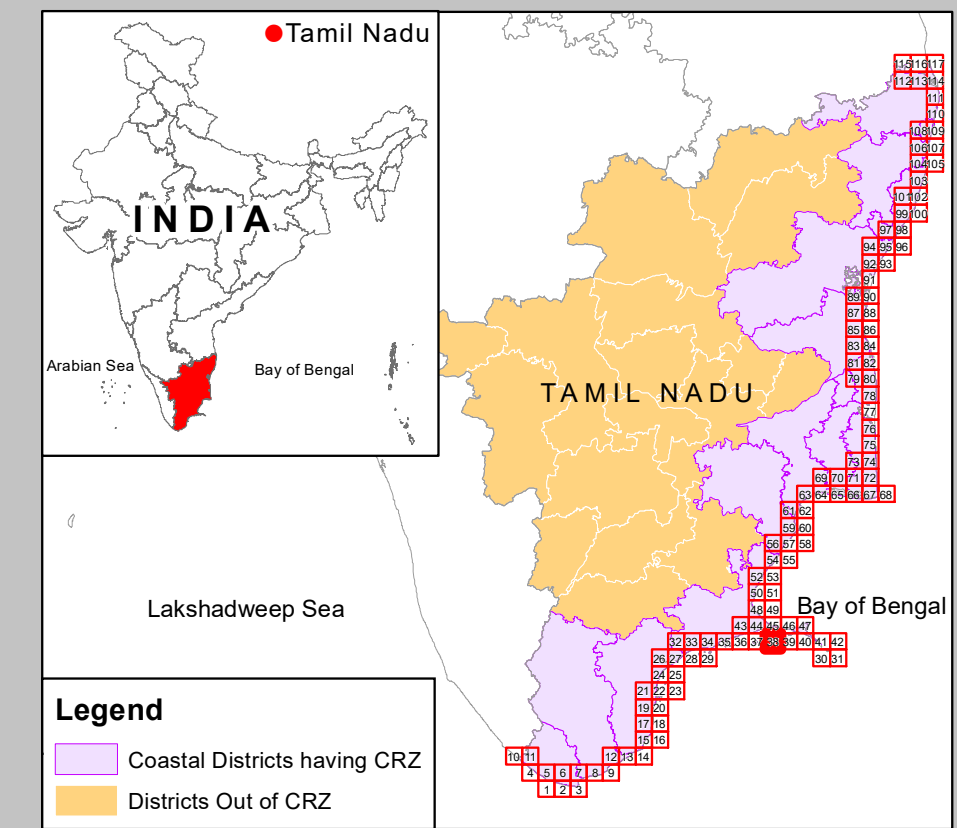 Tamil Nadu
INDIA
Arabian Sea
Bay of Bengal
115 116 117
112 113 114
111
110
108 109
106 107
104 105
103
101 102
99 100
97 98
94 95 96
92 93
91
89 90
87 88
85 86
83 84
81 82
79 80
TAMIL NADU
78
77
76
75
73 74
69 70 71 72
63 64 65 66 67 68
61 62
59 60
56 57 58
54 55
52 53
50 51
48 49
Lakshadweep Sea
Bay of Bengal
43 44 45 46 47
32 33 34 35 36 37 38 39 40 41 42
26 27 28 29 30 31
24 25
21 22 23
19 20
17 18
15 16
10 11 12 13 14
4 5 6 7 8 9
1 2 3
Legend
Coastal Districts having CRZ
Districts Out of CRZ